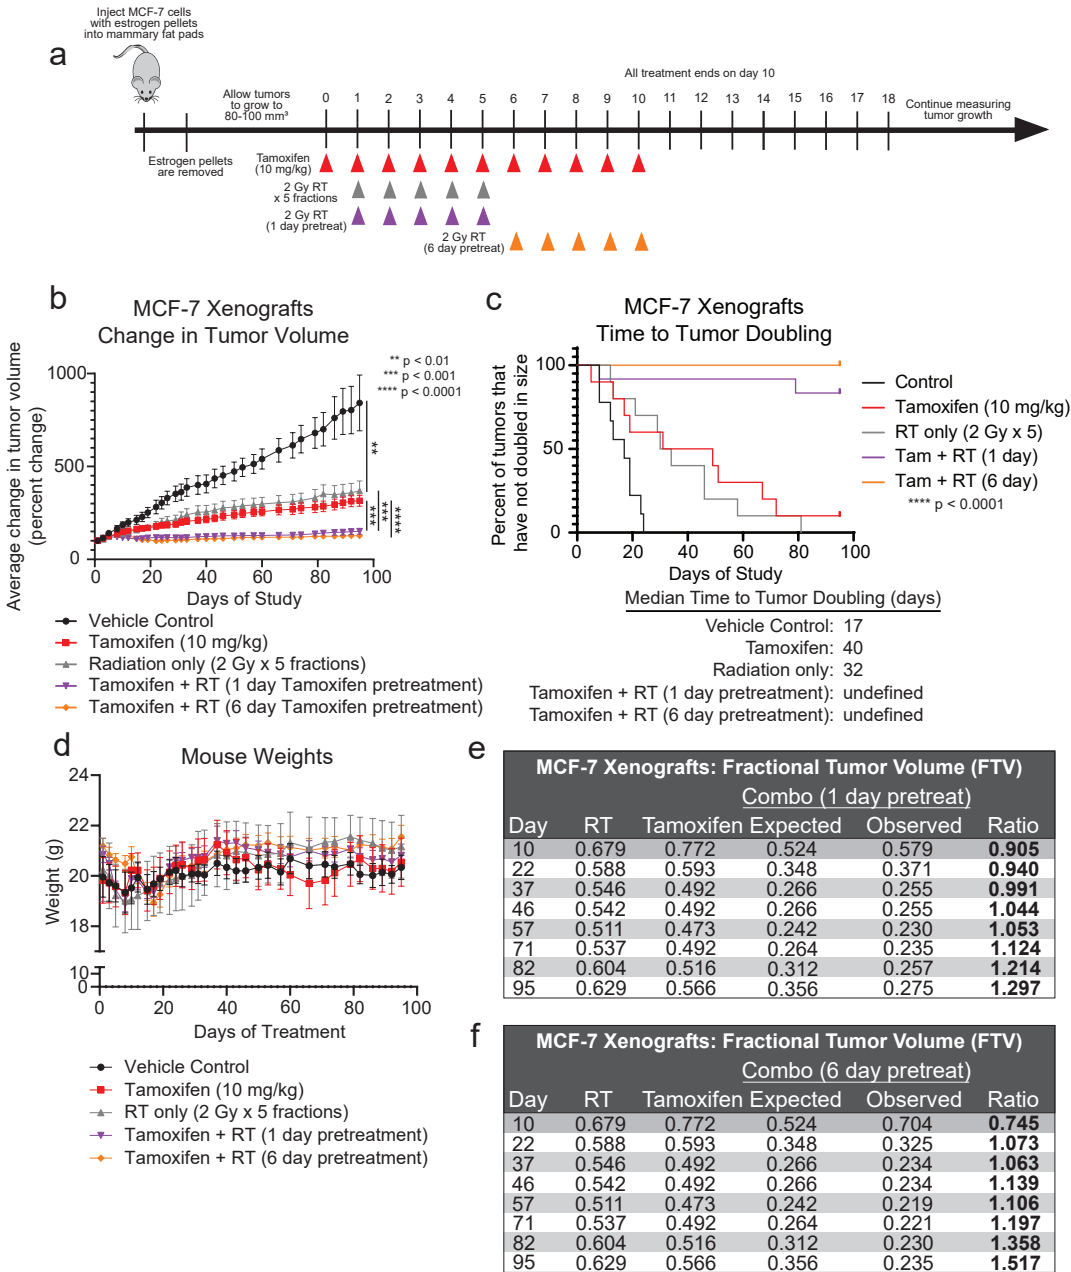 Inject MCF-7 cells
with estrogen pellets
into mammary fat pads
a
All treatment ends on day 10
Allow tumors
to grow to
80-100 mm³
0 1 2 3 4 5 6 7 8 9 10 11 12 13 14 15 16 17 18
Continue measuring
tumor growth
Estrogen pellets
are removed
Tamoxifen
(10 mg/kg)
2 Gy RT
x 5 fractions
2 Gy RT
(1 day pretreat)
2 Gy RT
(6 day pretreat)
b
MCF-7 Xenografts
Change in Tumor Volume
Average change in tumor volume
(percent change)
1000
500
0
0 20 40 60 80 100
Days of Study
** p < 0.01
*** p < 0.001
**** p < 0.0001
**
***
***
****
Vehicle Control
Tamoxifen (10 mg/kg)
Radiation only (2 Gy x 5 fractions)
Tamoxifen + RT (1 day Tamoxifen pretreatment)
Tamoxifen + RT (6 day Tamoxifen pretreatment)
c
MCF-7 Xenografts
Time to Tumor Doubling
Percent of tumors that
have not doubled in size
100
50
0
0 20 40 60 80 100
Days of Study
Control
Tamoxifen (10 mg/kg)
RT only (2 Gy x 5)
Tam + RT (1 day)
Tam + RT (6 day)
**** p < 0.0001
Median Time to Tumor Doubling (days)
Vehicle Control: 17
Tamoxifen: 40
Radiation only: 32
Tamoxifen + RT (1 day pretreatment): undefined
Tamoxifen + RT (6 day pretreatment): undefined
d
Mouse Weights
Weight (g)
24
22
20
18
10
0
0 20 40 60 80 100
Days of Treatment
Vehicle Control
Tamoxifen (10 mg/kg)
RT only (2 Gy x 5 fractions)
Tamoxifen + RT (1 day pretreatment)
Tamoxifen + RT (6 day pretreatment)
e
MCF-7 Xenografts: Fractional Tumor Volume (FTV)
Combo (1 day pretreat)
Day RT Tamoxifen Expected Observed Ratio
10 0.679 0.772 0.524 0.579 0.905
22 0.588 0.593 0.348 0.371 0.940
37 0.546 0.492 0.266 0.255 0.991
46 0.542 0.492 0.266 0.255 1.044
57 0.511 0.473 0.242 0.230 1.053
71 0.537 0.492 0.264 0.235 1.124
82 0.604 0.516 0.312 0.257 1.214
95 0.629 0.566 0.356 0.275 1.297
f
MCF-7 Xenografts: Fractional Tumor Volume (FTV)
Combo (6 day pretreat)
Day RT Tamoxifen Expected Observed Ratio
10 0.679 0.772 0.524 0.704 0.745
22 0.588 0.593 0.348 0.325 1.073
37 0.546 0.492 0.266 0.234 1.063
46 0.542 0.492 0.266 0.234 1.139
57 0.511 0.473 0.242 0.219 1.106
71 0.537 0.492 0.264 0.221 1.197
82 0.604 0.516 0.312 0.230 1.358
95 0.629 0.566 0.356 0.235 1.517